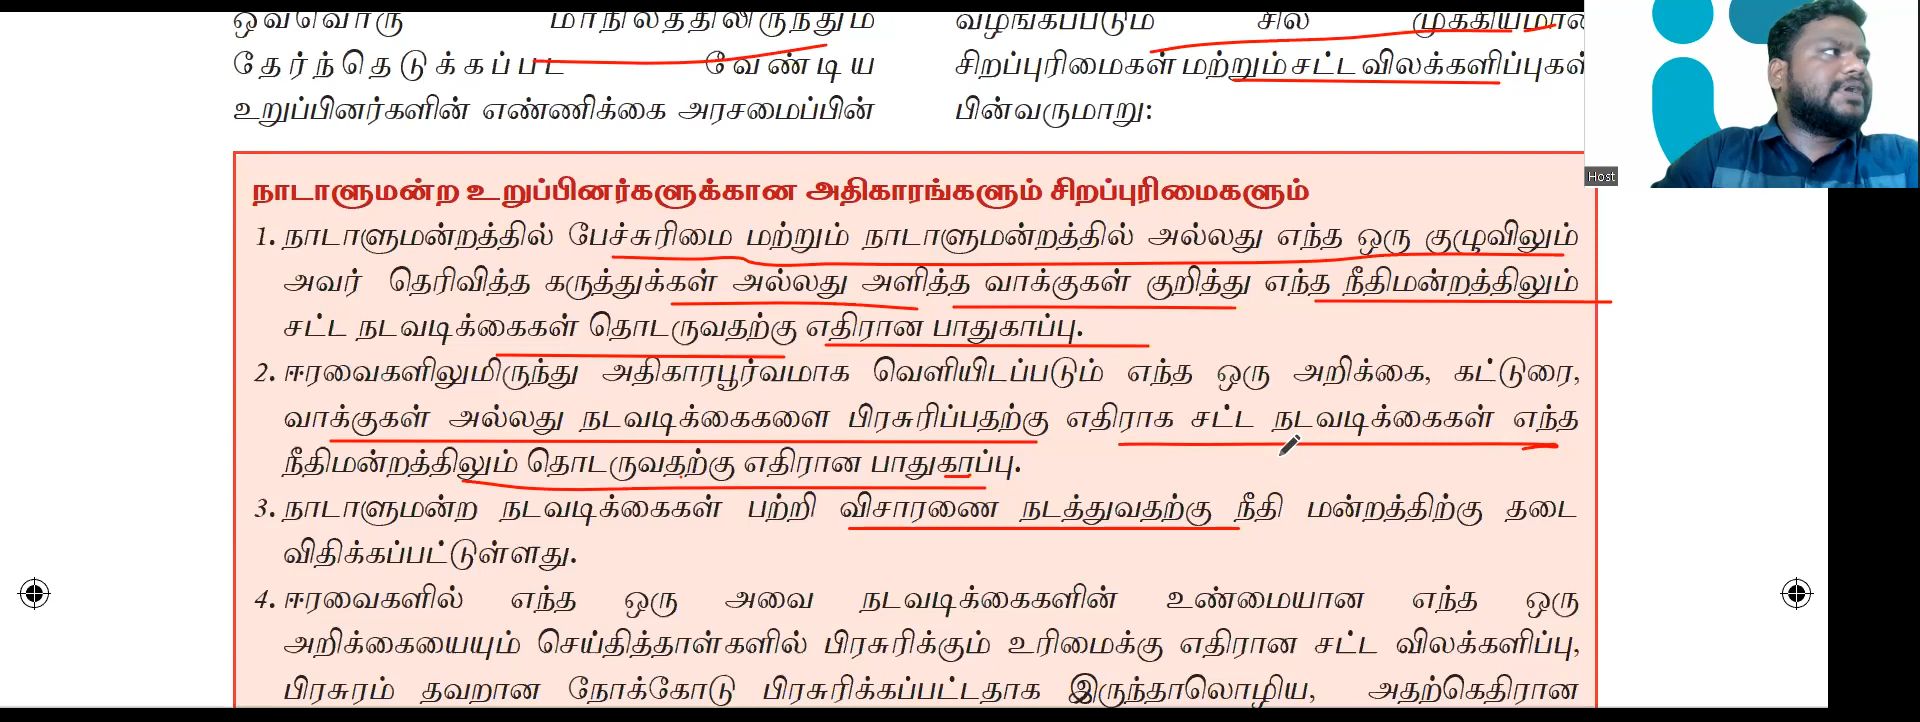 ஒவ்வொரு மாநிலத்திலிருந்தும்
தேர்ந்தெடுக்கப்பட வேண்டிய
உறுப்பினர்களின் எண்ணிக்கை அரசமைப்பின்
வழங்கப்படும் சில முக்கியமான
சிறப்புரிமைகள் மற்றும் சட்ட விலக்களிப்புகள்
பின்வருமாறு:
Host
நாடாளுமன்ற உறுப்பினர்களுக்கான அதிகாரங்களும் சிறப்புரிமைகளும்
1. நாடாளுமன்றத்தில் பேச்சுரிமை மற்றும் நாடாளுமன்றத்தில் அல்லது எந்த ஒரு குழுவிலும்
அவர் தெரிவித்த கருத்துக்கள் அல்லது அளித்த வாக்குகள் குறித்து எந்த நீதிமன்றத்திலும்
சட்ட நடவடிக்கைகள் தொடருவதற்கு எதிரான பாதுகாப்பு.
2. ஈரவைகளிலுமிருந்து அதிகாரபூர்வமாக வெளியிடப்படும் எந்த ஒரு அறிக்கை, கட்டுரை,
வாக்குகள் அல்லது நடவடிக்கைகளை பிரசுரிப்பதற்கு எதிராக சட்ட நடவடிக்கைகள் எந்த
நீதிமன்றத்திலும் தொடருவதற்கு எதிரான பாதுகாப்பு.
3. நாடாளுமன்ற நடவடிக்கைகள் பற்றி விசாரணை நடத்துவதற்கு நீதி மன்றத்திற்கு தடை
விதிக்கப்பட்டுள்ளது.
4. ஈரவைகளில் எந்த ஒரு அவை நடவடிக்கைகளின் உண்மையான எந்த ஒரு
அறிக்கையையும் செய்தித்தாள்களில் பிரசுரிக்கும் உரிமைக்கு எதிரான சட்ட விலக்களிப்பு,
பிரசுரம் தவறான நோக்கோடு பிரசுரிக்கப்பட்டதாக இருந்தாலொழிய, அதற்கெதிரான